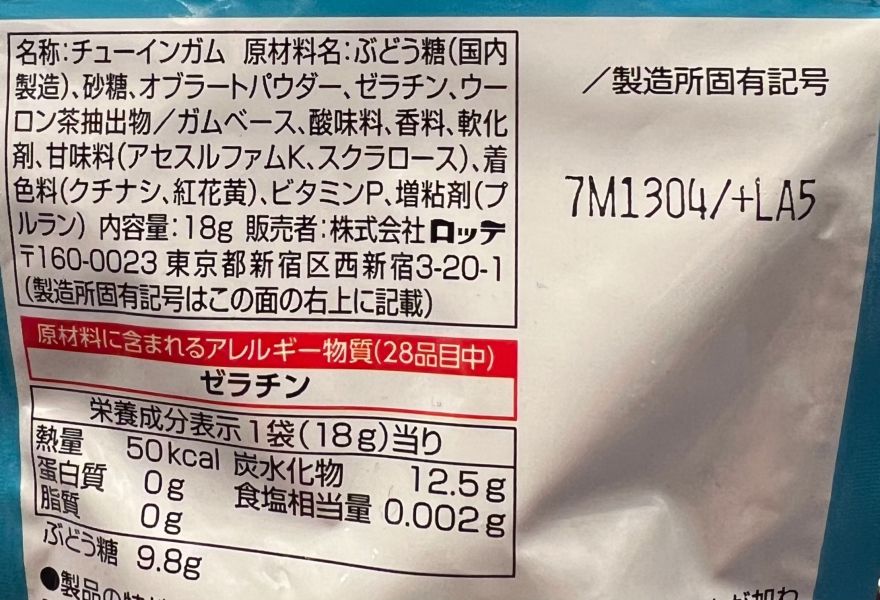 名称:チューインガム 原材料名:ぶどう糖(国内
製造)、砂糖、オブラートパウダー、ゼラチン、ウー
ロン茶抽出物/ガムベース、酸味料、香料、軟化
剤、甘味料(アセスルファムK、スクラロース)、着
色料(クチナシ、紅花黄)、ビタミンP、増粘剤(プ
ルラン) 内容量:18g 販売者:株式会社ロッテ
〒160-0023 東京都新宿区西新宿3-20-1
(製造所固有記号はこの面の右上に記載)
/製造所固有記号
7M1304/+LA5
原材料に含まれるアレルギー物質(28品目中)
ゼラチン
栄養成分表示 1袋(18g)当り
熱量 50kcal 炭水化物 12.5g
蛋白質 0g 食塩相当量 0.002g
脂質 0g
ぶどう糖 9.8g